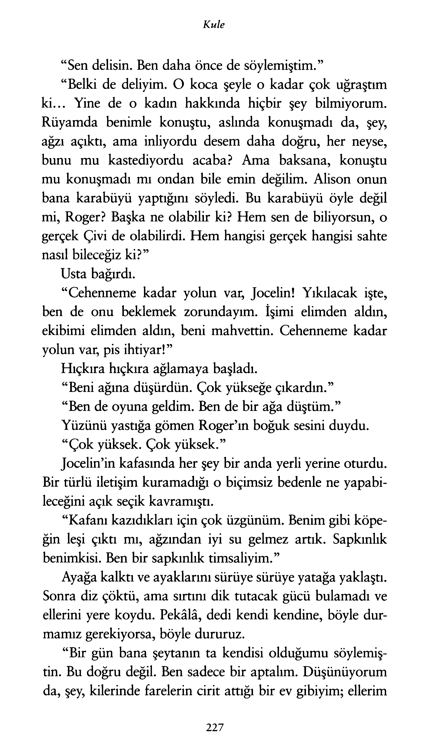 Kule
“Sen delisin. Ben daha önce de söylemiştim.”
“Belki de deliyim. O koca şeyle o kadar çok uğraştım
ki... Yine de o kadın hakkında hiçbir şey bilmiyorum.
Rüyamda benimle konuştu, aslında konuşmadı da, şey,
ağzı açıktı, ama inliyordu desem daha doğru, her neyse,
bunu mu kastediyordu acaba? Ama baksana, konuştu
mu konuşmadı mı ondan bile emin değilim. Alison onun
bana karabüyü yaptığını söyledi. Bu karabüyü öyle değil
mi, Roger? Başka ne olabilir ki? Hem sen de biliyorsun, o
gerçek Çivi de olabilirdi. Hem hangisi gerçek hangisi sahte
nasıl bileceğiz ki?”
Usta bağırdı.
“Cehenneme kadar yolun var, Jocelin! Yıkılacak işte,
ben de onu beklemek zorundayım. İşimi elimden aldın,
ekibimi elimden aldın, beni mahvettin. Cehenneme kadar
yolun var, pis ihtiyar!”
Hıçkıra hıçkıra ağlamaya başladı.
“Beni ağına düşürdün. Çok yükseğe çıkardın.”
“Ben de oyuna geldim. Ben de bir ağa düştüm.”
Yüzünü yastığa gömen Roger’ın boğuk sesini duydu.
“Çok yüksek. Çok yüksek.”
Jocelin’in kafasında her şey bir anda yerli yerine oturdu.
Bir türlü iletişim kuramadığı o biçimsiz bedenle ne yapabi-
leceğini açık seçik kavramıştı.
“Kafanı kazıdıkları için çok üzgünüm. Benim gibi köpe-
ğin leşi çıktı mı, ağzından iyi su gelmez artık. Sapkınlık
benimkisi. Ben bir sapkınlık timsaliyim.”
Ayağa kalktı ve ayaklarını sürüye sürüye yatağa yaklaştı.
Sonra diz çöktü, ama sırtını dik tutacak gücü bulamadı ve
ellerini yere koydu. Pekâlâ, dedi kendi kendine, böyle dur-
mamız gerekiyorsa, böyle dururuz.
“Bir gün bana şeytanın ta kendisi olduğumu söylemiş-
tin. Bu doğru değil. Ben sadece bir aptalım. Düşünüyorum
da, şey, kilerinde farelerin cirit attığı bir ev gibiyim; ellerim
227